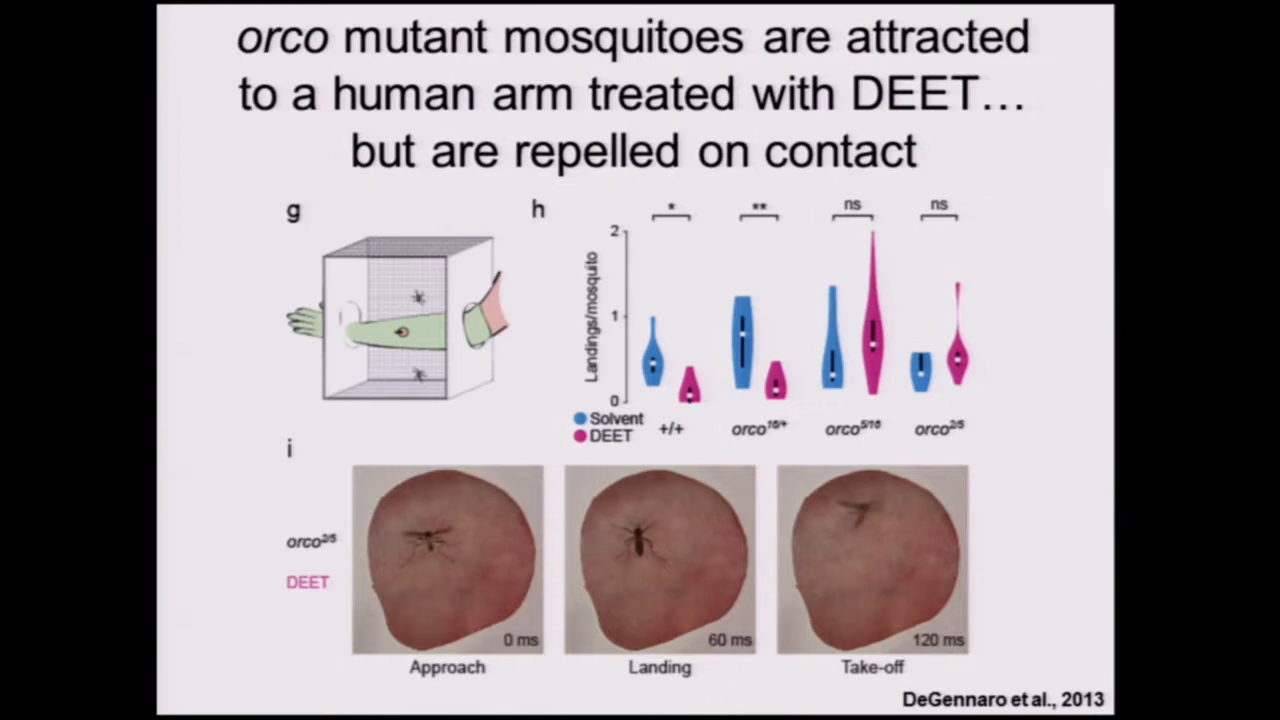 orco mutant mosquitoes are attracted
to a human arm treated with DEET…
but are repelled on contact
g
h
* ** ns ns
Landings/mosquito
2
1
0
Solvent
DEET
+/+ orco16/+ orco5/16 orco2/5
i
orco2/5
DEET
0 ms
60 ms
120 ms
Approach
Landing
Take-off
DeGennaro et al., 2013